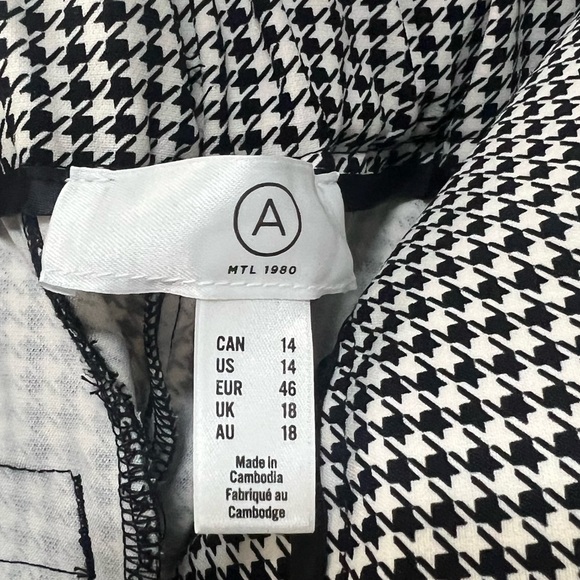 A
MTL 1980
CAN 14
US 14
EUR 46
UK 18
AU 18
Made in
Cambodia
Fabriqué au
Cambodge